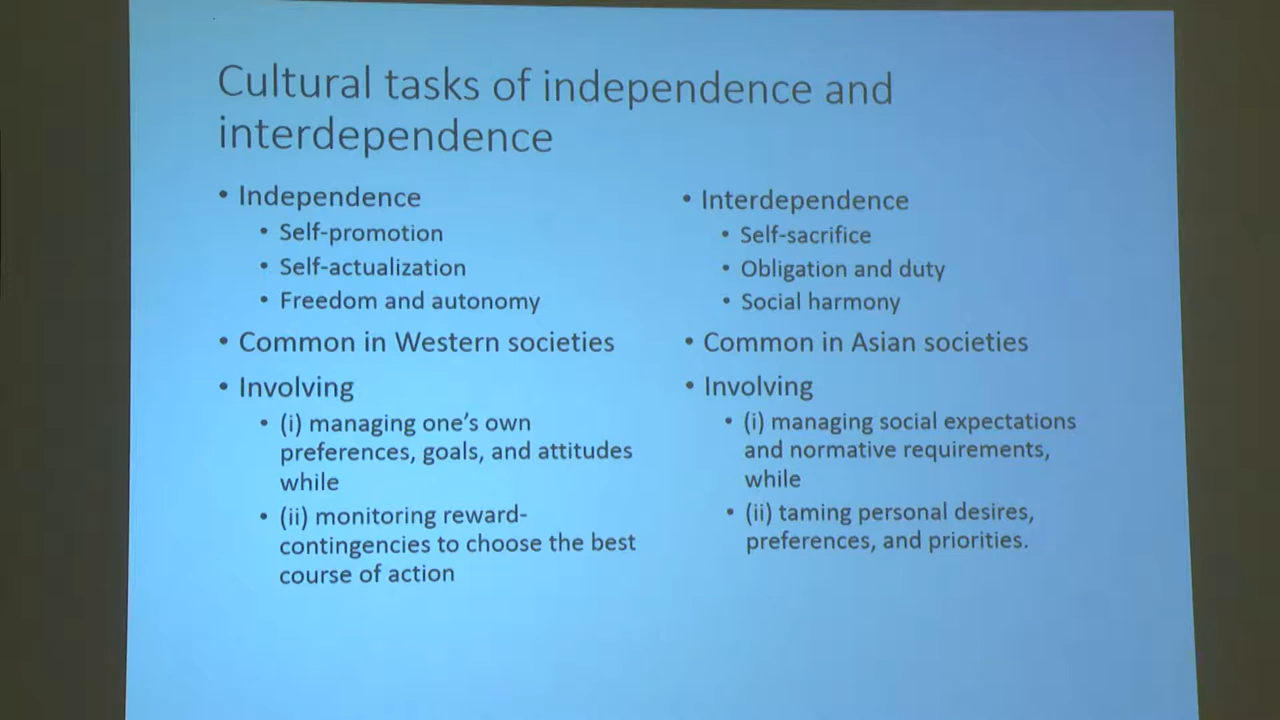 Cultural tasks of independence and
interdependence
• Independence
• Self-promotion
• Self-actualization
• Freedom and autonomy
• Common in Western societies
• Involving
• (i) managing one’s own
preferences, goals, and attitudes
while
• (ii) monitoring reward-
contingencies to choose the best
course of action
• Interdependence
• Self-sacrifice
• Obligation and duty
• Social harmony
• Common in Asian societies
• Involving
• (i) managing social expectations
and normative requirements,
while
• (ii) taming personal desires,
preferences, and priorities.